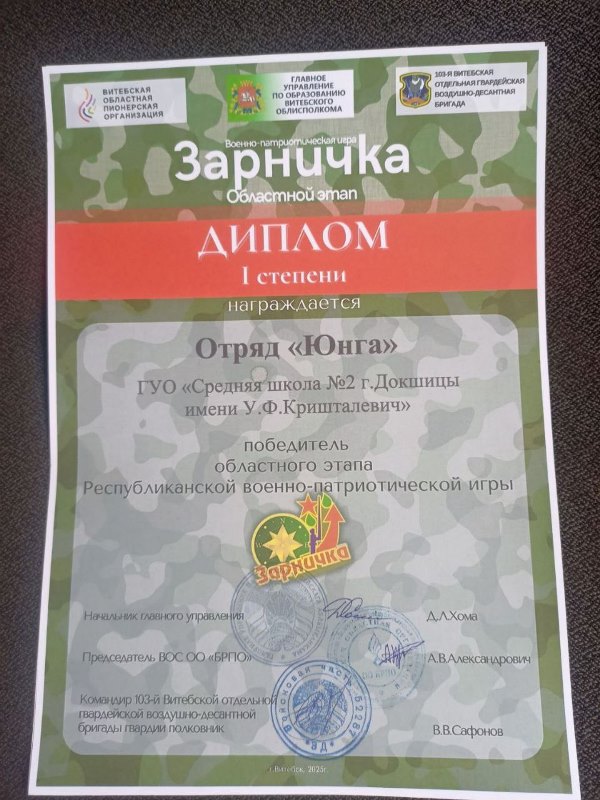 ВИТЕБСКАЯ
ОБЛАСТНАЯ
ПИОНЕРСКАЯ
ОРГАНИЗАЦИЯ
ГЛАВНОЕ
УПРАВЛЕНИЕ
ПО ОБРАЗОВАНИЮ
ВИТЕБСКОГО
ОБЛИСПОЛКОМА
103-Я ВИТЕБСКАЯ
ОТДЕЛЬНАЯ ГВАРДЕЙСКАЯ
ВОЗДУШНО-ДЕСАНТНАЯ
БРИГАДА
Военно-патриотическая игра
Зарничка
Областной этап
ДИПЛОМ
I степени
награждается
Отряд «Юнга»
ГУО «Средняя школа №2 г.Докшицы
имени У.Ф.Кришталевич»
победитель
областного этапа
Республиканской военно-патриотической игры
Зарничка
Начальник главного управления
Д.Л.Хома
Председатель ВОС ОО «БРПО»
А.В.Александрович
Командир 103-й Витебской отдельной
гвардейской воздушно-десантной
бригады гвардии полковник
В.В.Сафонов
Войсковая часть 52287
г.Витебск, 2025г.